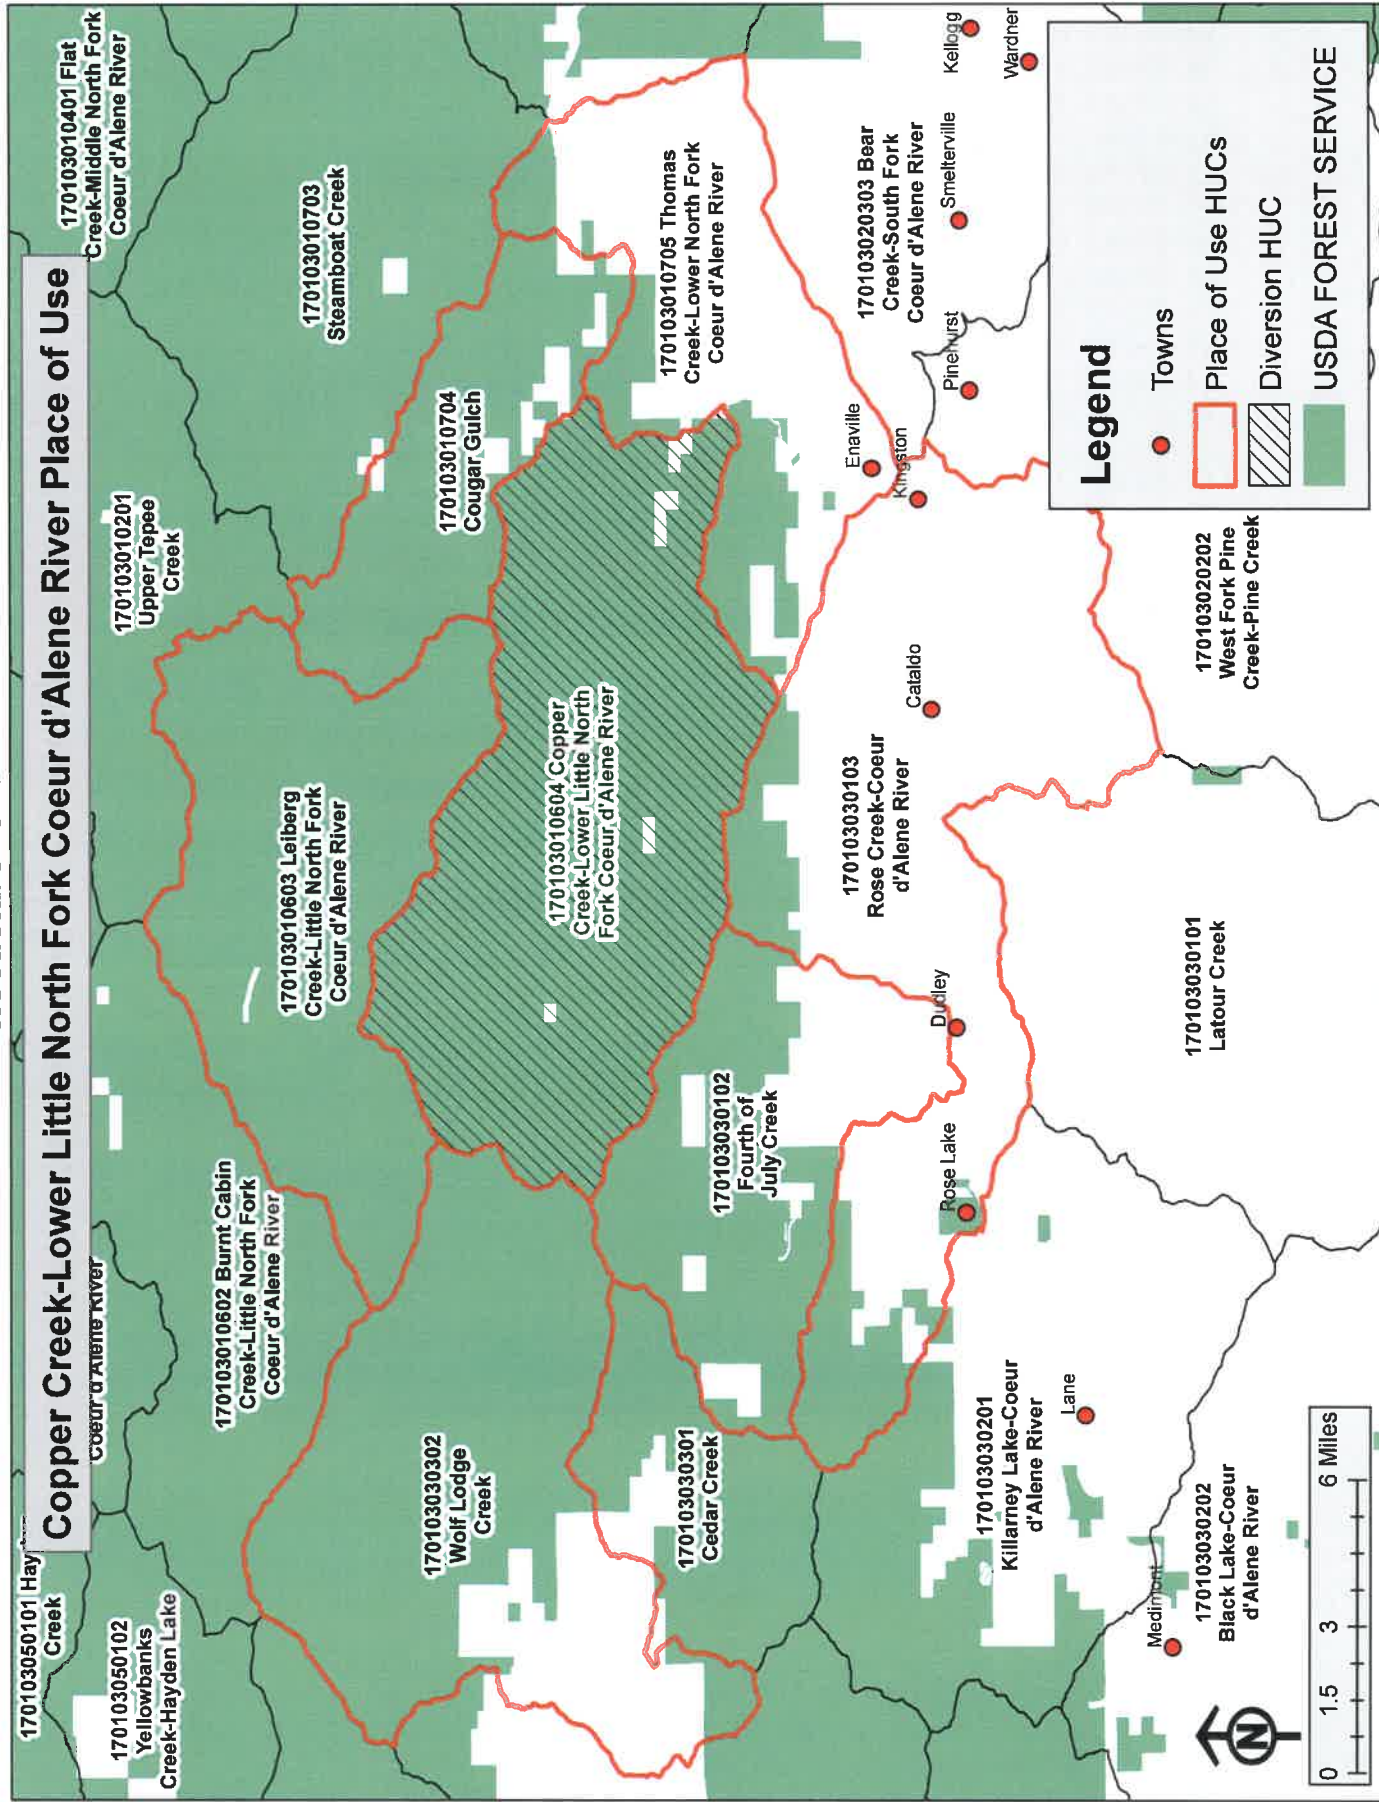 Copper Creek-Lower Little North Fork Coeur d'Alene River Place of Use
170103050101 Hay
Creek
170103050102
Yellowbanks
Creek-Hayden Lake
Coeur d'Alene River
170103010602 Burnt Cabin
Creek-Little North Fork
Coeur d'Alene River
170103010201
Upper Tepee
Creek
170103010401 Flat
Creek-Middle North Fork
Coeur d'Alene River
170103010703
Steamboat Creek
170103010603 Leiberg
Creek-Little North Fork
Coeur d'Alene River
170103010704
Cougar Gulch
170103030302
Wolf Lodge
Creek
170103010604 Copper
Creek-Lower Little North
Fork Coeur d'Alene River
170103010705 Thomas
Creek-Lower North Fork
Coeur d'Alene River
170103030301
Cedar Creek
170103030102
Fourth of
July Creek
170103030103
Rose Creek-Coeur
d'Alene River
170103020303 Bear
Creek-South Fork
Coeur d'Alene River
Enaville
Kingston
Pinehurst
Smelterville
Kellogg
Wardner
Cataldo
Dudley
Rose Lake
170103030201
Killarney Lake-Coeur
d'Alene River
Lane
Medimont
170103030202
Black Lake-Coeur
d'Alene River
170103030101
Latour Creek
170103020202
West Fork Pine
Creek-Pine Creek
N
0 1.5 3 6 Miles
Legend
Towns
Place of Use HUCs
Diversion HUC
USDA FOREST SERVICE